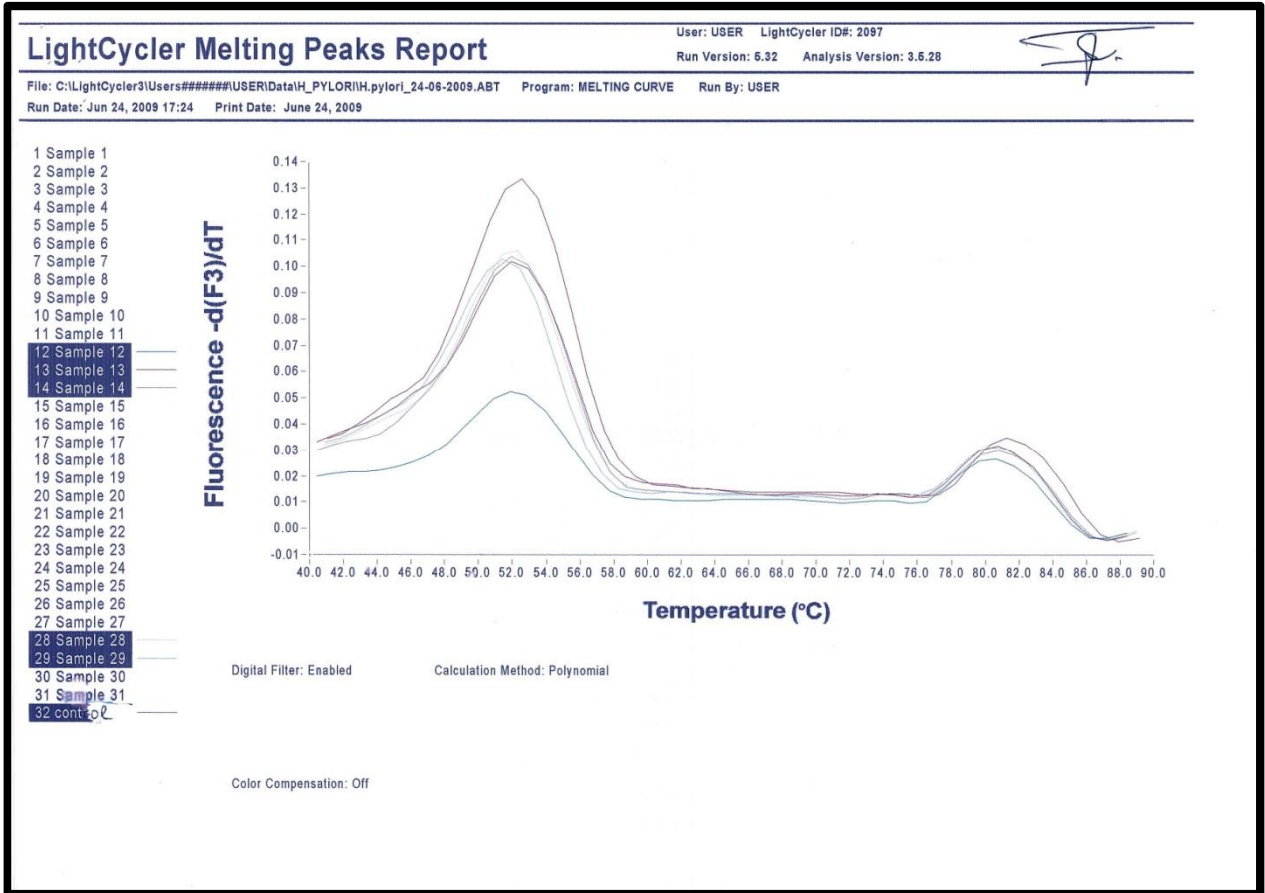 LightCycler Melting Peaks Report
User: USER LightCycler ID#: 2097
Run Version: 5.32 Analysis Version: 3.5.28
File: C:\LightCycler3\Users#######\USER\Data\H_PYLORI\H.pylori_24-06-2009.ABT Program: MELTING CURVE Run By: USER
Run Date: Jun 24, 2009 17:24 Print Date: June 24, 2009
1 Sample 1
2 Sample 2
3 Sample 3
4 Sample 4
5 Sample 5
6 Sample 6
7 Sample 7
8 Sample 8
9 Sample 9
10 Sample 10
11 Sample 11
12 Sample 12
13 Sample 13
14 Sample 14
15 Sample 15
16 Sample 16
17 Sample 17
18 Sample 18
19 Sample 19
20 Sample 20
21 Sample 21
22 Sample 22
23 Sample 23
24 Sample 24
25 Sample 25
26 Sample 26
27 Sample 27
28 Sample 28
29 Sample 29
30 Sample 30
31 Sample 31
32 control
Fluorescence -d(F3)/dT
0.14
0.13
0.12
0.11
0.10
0.09
0.08
0.07
0.06
0.05
0.04
0.03
0.02
0.01
0.00
-0.01
40.0 42.0 44.0 46.0 48.0 50.0 52.0 54.0 56.0 58.0 60.0 62.0 64.0 66.0 68.0 70.0 72.0 74.0 76.0 78.0 80.0 82.0 84.0 86.0 88.0 90.0
Temperature (°C)
Digital Filter: Enabled Calculation Method: Polynomial
Color Compensation: Off